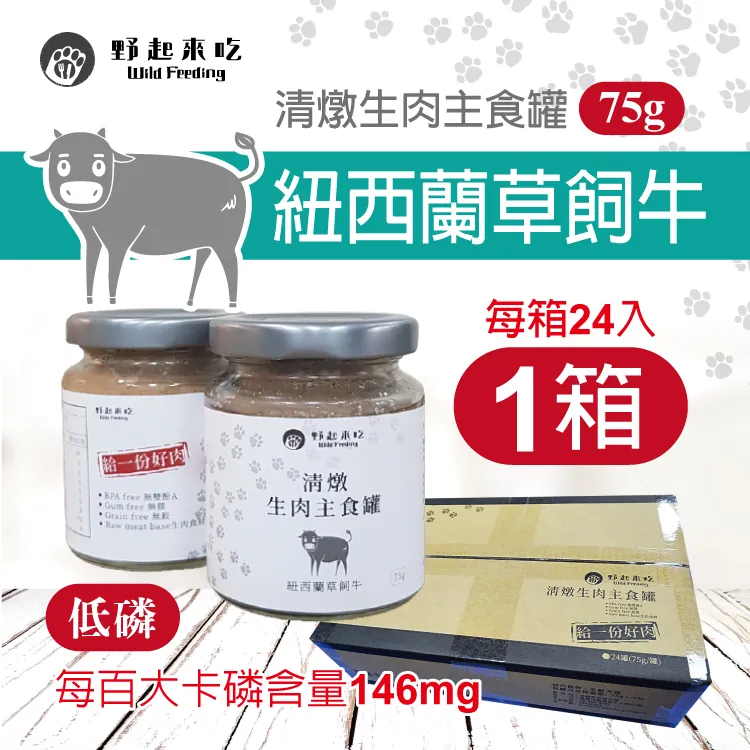 野起來吃
Wild Feeding
清燉生肉主食罐 75g
紐西蘭草飼牛
每箱24入
1箱
野起來吃
Wild Feeding
給一份好肉
• BPA free 無雙酚A
• Gum free 無膠
• Grain free 無穀
• Raw meat base生肉食
野起來吃
Wild Feeding
清燉
生肉主食罐
紐西蘭草飼牛
75g
野起來吃
Wild Feeding
清燉生肉主食罐
給一份好肉
●24罐(75g/罐)
低磷
每百大卡磷含量146mg